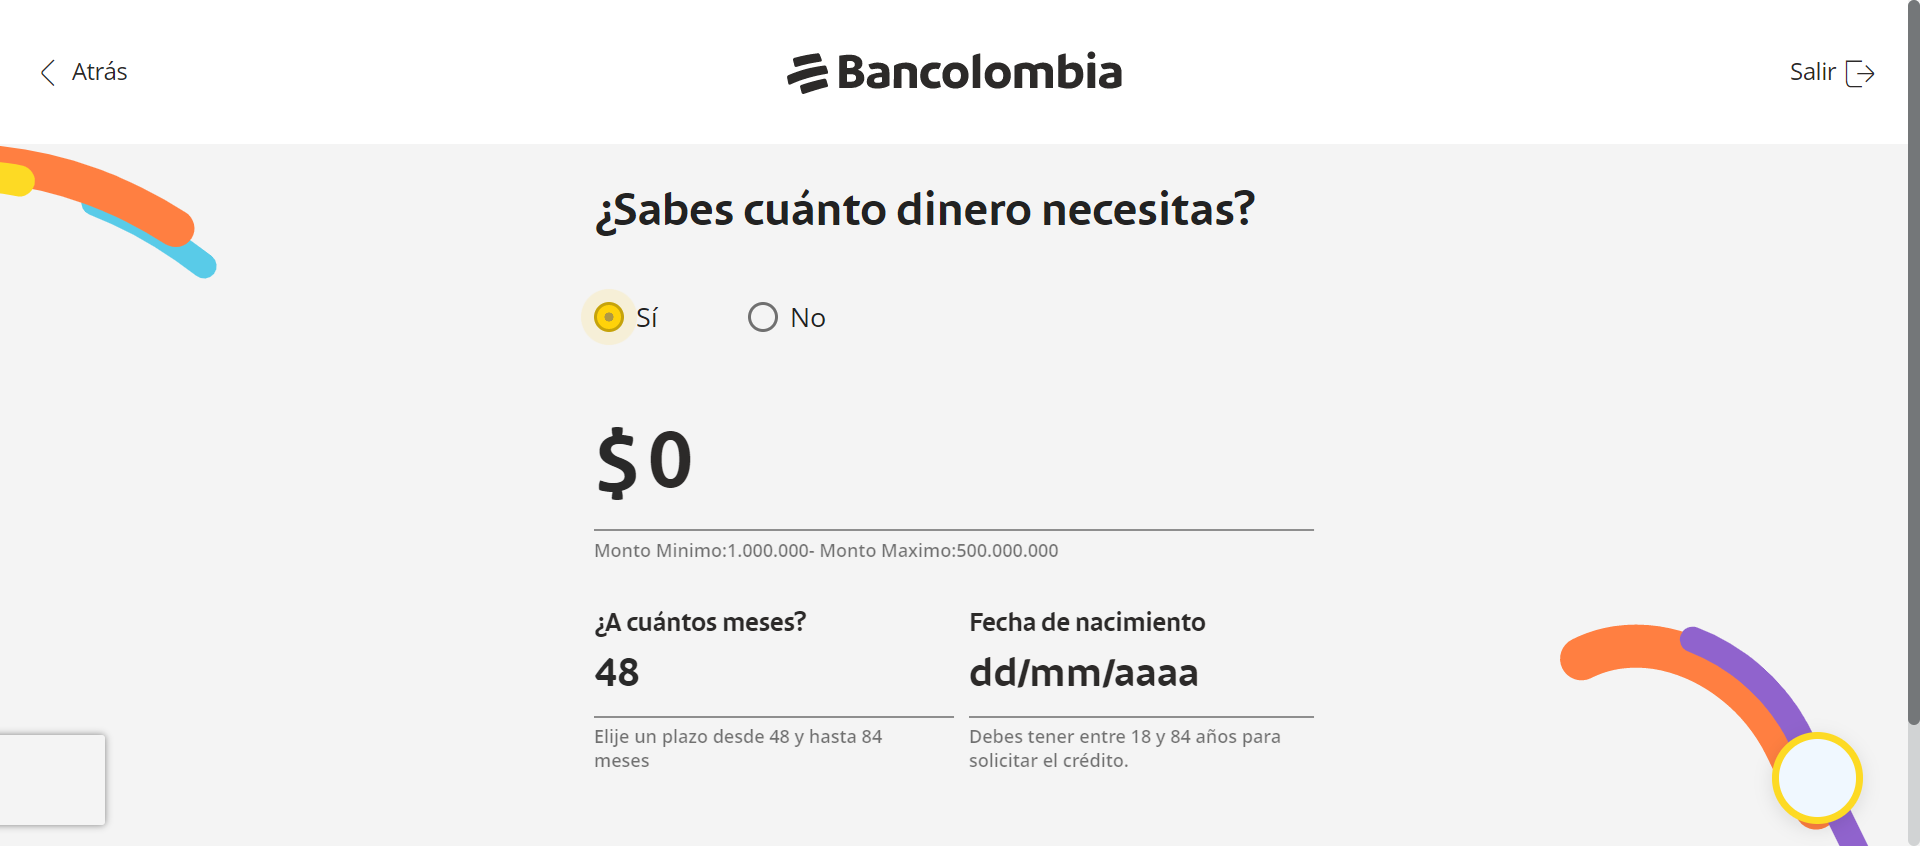 Atrás
Bancolombia
Salir
¿Sabes cuánto dinero necesitas?
Sí
No
$ 0
Monto Minimo:1.000.000- Monto Maximo:500.000.000
¿A cuántos meses?
48
Elije un plazo desde 48 y hasta 84
meses
Fecha de nacimiento
dd/mm/aaaa
Debes tener entre 18 y 84 años para
solicitar el crédito.